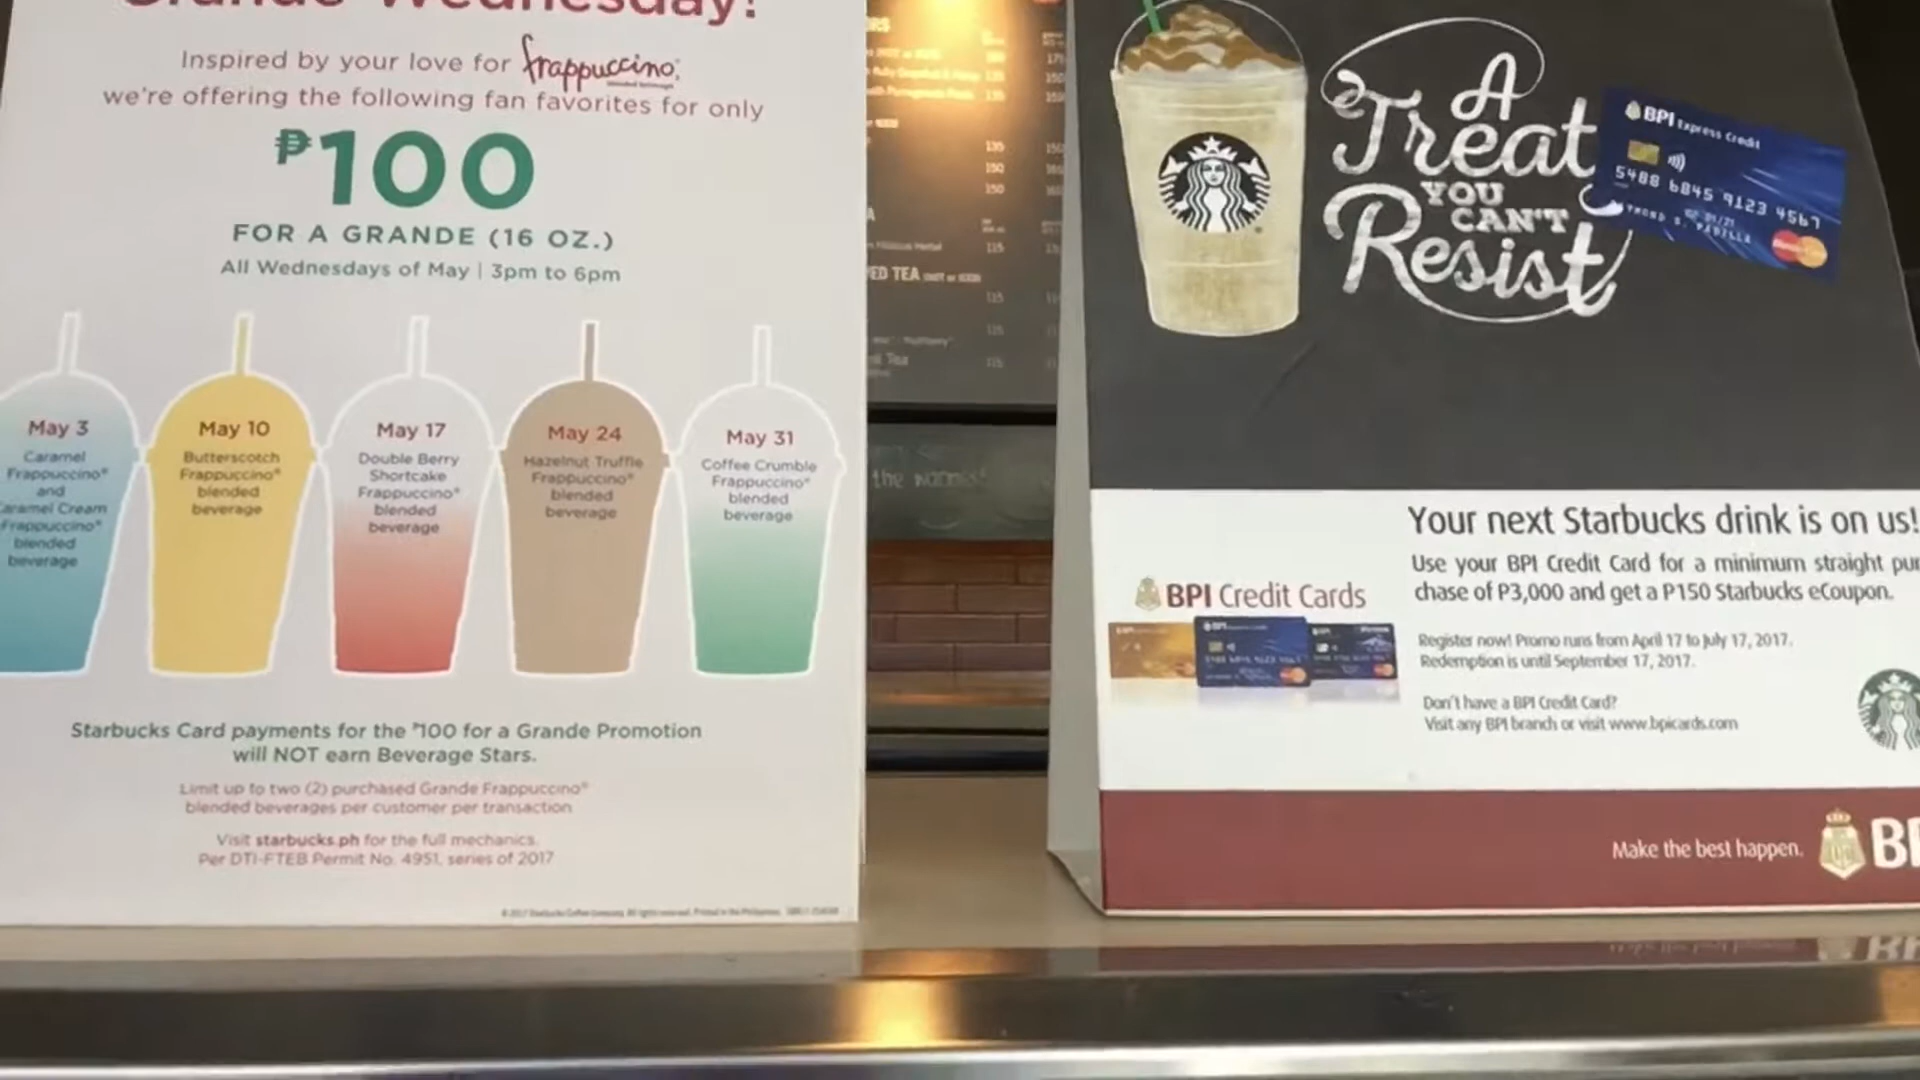 Grande Wednesday!
Inspired by your love for frappuccino
we're offering the following fan favorites for only
₱100
FOR A GRANDE (16 OZ.)
All Wednesdays of May | 3pm to 6pm
May 3
Caramel
Frappuccino®
and
Caramel Cream
Frappuccino®
blended
beverage
May 10
Butterscotch
Frappuccino®
blended
beverage
May 17
Double Berry
Shortcake
Frappuccino®
blended
beverage
May 24
Hazelnut Truffle
Frappuccino®
blended
beverage
May 31
Coffee Crumble
Frappuccino®
blended
beverage
Starbucks Card payments for the ₱100 for a Grande Promotion
will NOT earn Beverage Stars.
Limit up to two (2) purchased Grande Frappuccino®
blended beverages per customer per transaction
Visit starbucks.ph for the full mechanics.
Per DTI-FTEB Permit No. 4951, series of 2017
A
Treat
YOU
CAN'T
Resist
BPI Express Credit
5488 6845 9123 4567
PADILLA
Your next Starbucks drink is on us!
Use your BPI Credit Card for a minimum straight pur
chase of P3,000 and get a P150 Starbucks eCoupon.
BPI Credit Cards
Register now! Promo runs from April 17 to July 17, 2017.
Redemption is until September 17, 2017.
Don't have a BPI Credit Card?
Visit any BPI branch or visit www.bpicards.com
Make the best happen.
BP